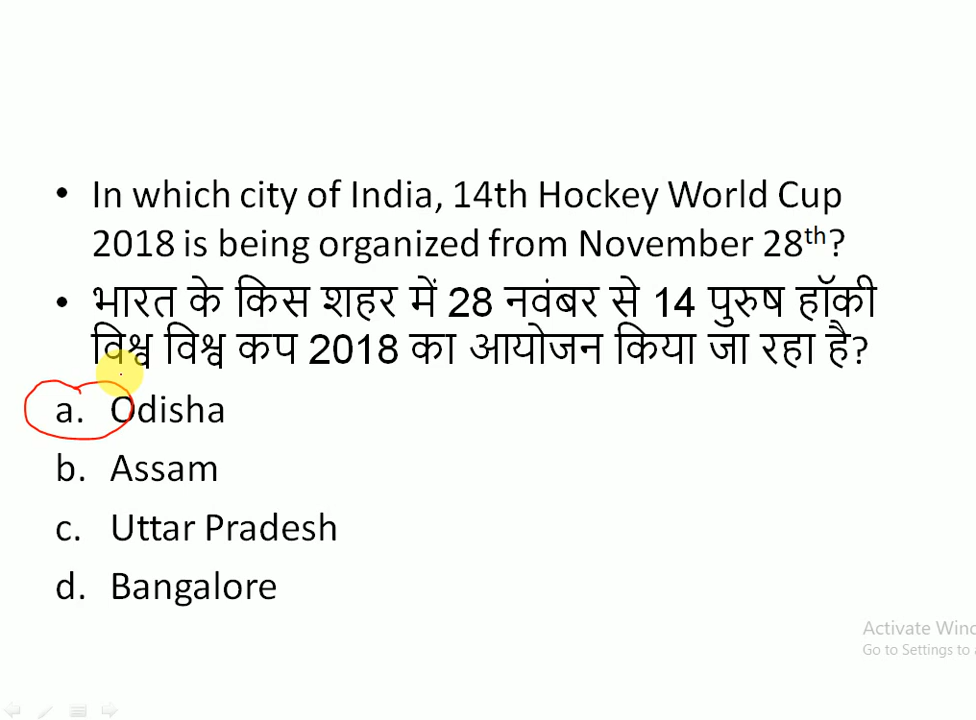 • In which city of India, 14th Hockey World Cup
2018 is being organized from November 28th?
• भारत के किस शहर में 28 नवंबर से 14 पुरुष हॉकी
विश्व विश्व कप 2018 का आयोजन किया जा रहा है?
a. Odisha
b. Assam
c. Uttar Pradesh
d. Bangalore
Activate Winc
Go to Settings to a